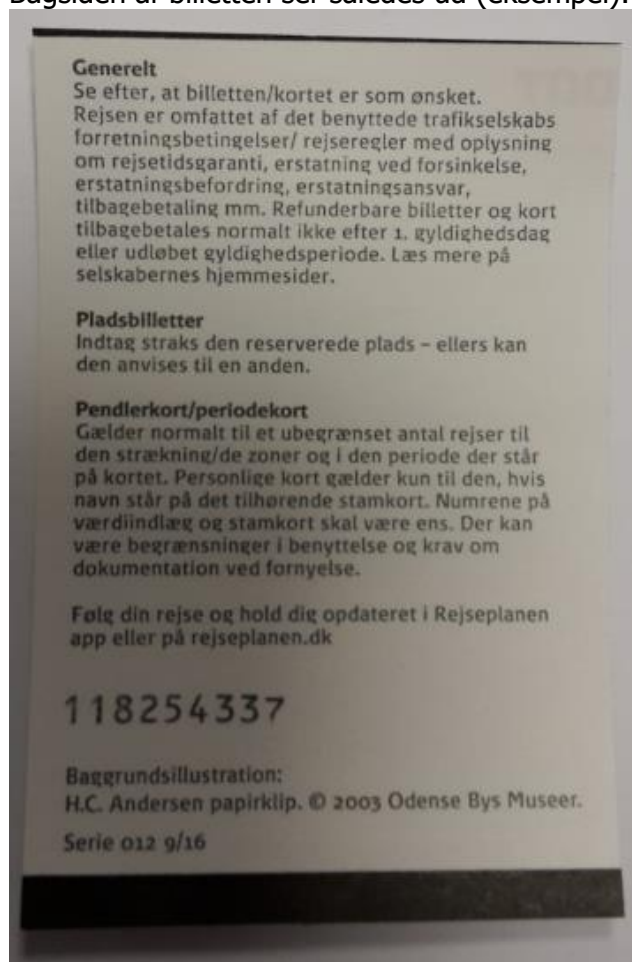 Bagsiden af billetten ser således ud (eksempel):
Generelt
Se efter, at billetten/kortet er som ønsket.
Rejsen er omfattet af det benyttede trafikselskabs
forretningsbetingelser/ rejseregler med oplysning
om rejsetidsgaranti, erstatning ved forsinkelse,
erstatningsbefordring, erstatningsansvar,
tilbagebetaling mm. Refunderbare billetter og kort
tilbagebetales normalt ikke efter 1. gyldighedsdag
eller udløbet gyldighedsperiode. Læs mere på
selskabernes hjemmesider.
Pladsbilletter
Indtag straks den reserverede plads – ellers kan
den anvises til en anden.
Pendlerkort/periodekort
Gælder normalt til et ubegrænset antal rejser til
den strækning/de zoner og i den periode der står
på kortet. Personlige kort gælder kun til den, hvis
navn står på det tilhørende stamkort. Numrene på
værdiindlæg og stamkort skal være ens. Der kan
være begrænsninger i benyttelse og krav om
dokumentation ved fornyelse.
Følg din rejse og hold dig opdateret i Rejseplanen
app eller på rejseplanen.dk
118254337
Baggrundsillustration:
H.C. Andersen papirklip. © 2003 Odense Bys Museer.
Serie 012 9/16